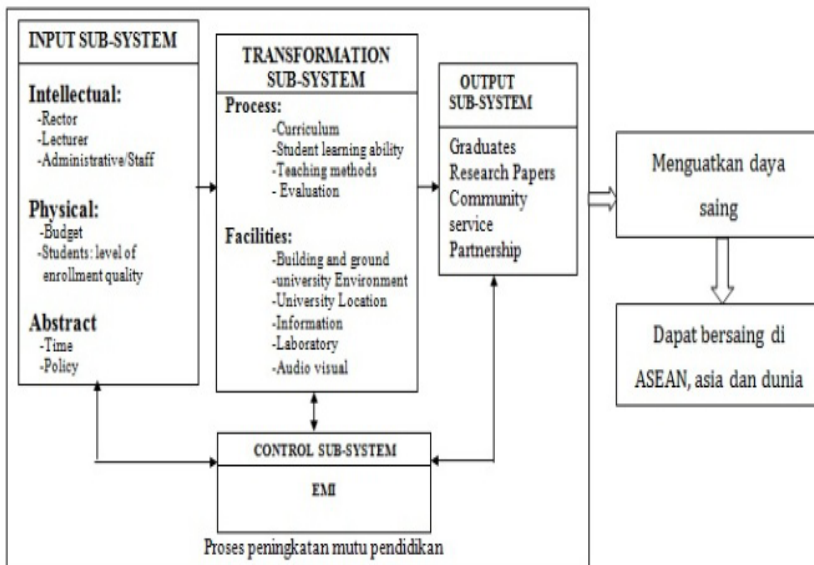 INPUT SUB-SYSTEM
Intellectual:
-Rector
-Lecturer
-Administrative/Staff
Physical:
-Budget
-Students: level of
enrollment quality
Abstract
-Time
-Policy
TRANSFORMATION
SUB-SYSTEM
Process:
-Curriculum
-Student learning ability
-Teaching methods
- Evaluation
Facilities:
-Building and ground
-university Environment
-University Location
-Information
-Laboratory
-Audio visual
OUTPUT
SUB-SYSTEM
Graduates
Research Papers
Community
service
Partnership
CONTROL SUB-SYSTEM
EMI
Proses peningkatan mutu pendidikan
Menguatkan daya
saing
Dapat bersaing di
ASEAN, asia dan dunia